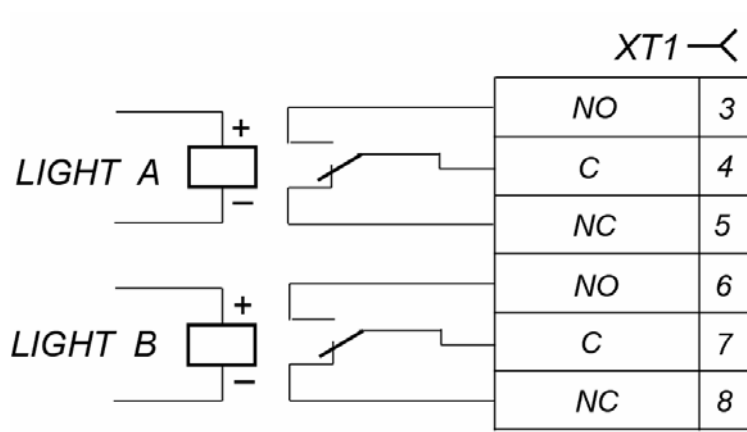 XT1
NO 3
+
LIGHT A
C 4
−
NC 5
NO 6
+
LIGHT B
C 7
−
NC 8